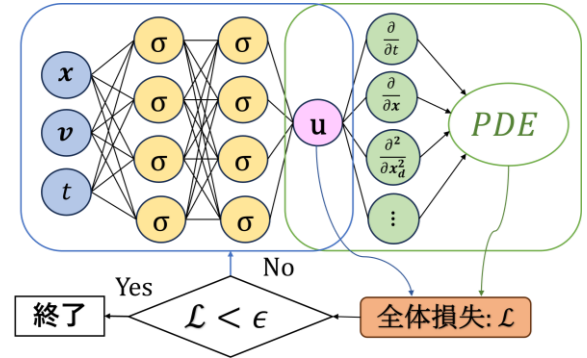 x
v
t
σ
σ
σ
σ
σ
σ
σ
σ
u
∂/∂t
∂/∂x
∂²/∂x_d²
⋮
PDE
Yes
No
終了
ℒ < ϵ
全体損失: ℒ